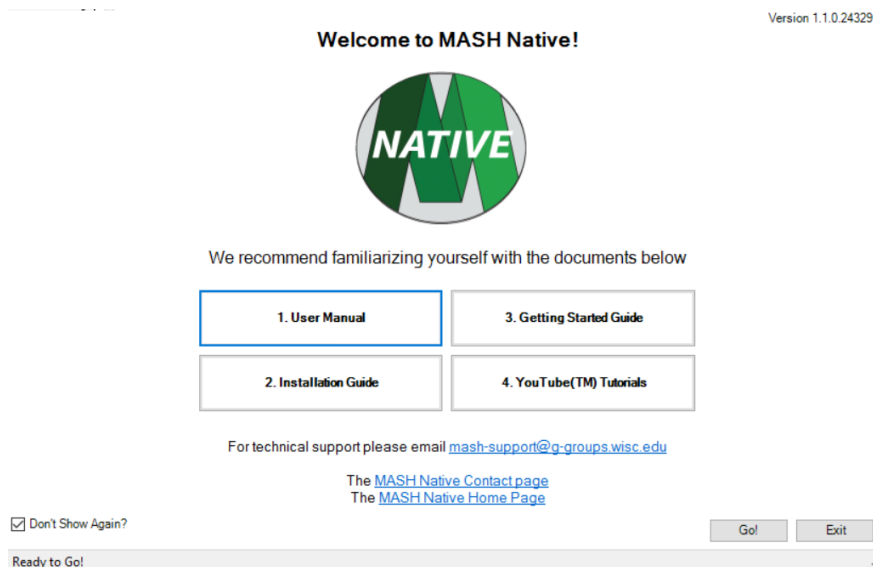 Version 1.1.0.24329
Welcome to MASH Native!
NATIVE
We recommend familiarizing yourself with the documents below
1. User Manual
3. Getting Started Guide
2. Installation Guide
4. YouTube(TM) Tutorials
For technical support please email mash-support@g-groups.wisc.edu
The MASH Native Contact page
The MASH Native Home Page
Don't Show Again?
Go!
Exit
Ready to Go!